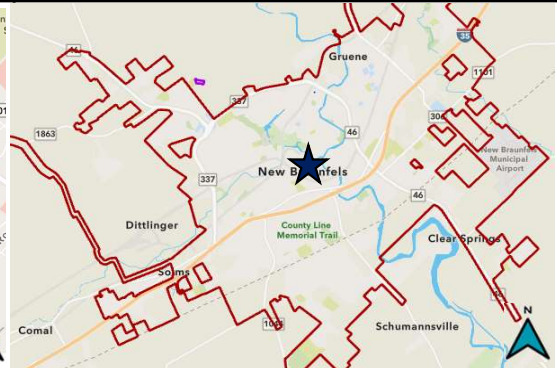 46
35
Gruene
1101
337
306
1863
46
New Braunfels
Municipal
Airport
New Braunfels
337
46
Dittlinger
County Line
Memorial Trail
Clear Springs
Solms
Comal
Schumannsville
N